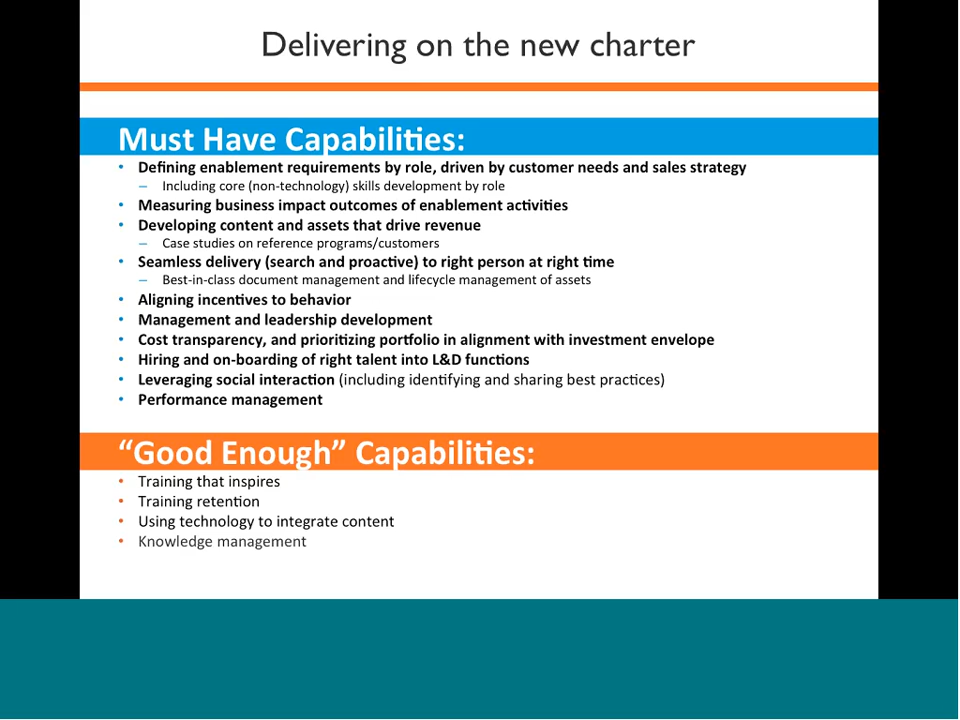 Delivering on the new charter
Must Have Capabilities:
• Defining enablement requirements by role, driven by customer needs and sales strategy
– Including core (non-technology) skills development by role
• Measuring business impact outcomes of enablement activities
• Developing content and assets that drive revenue
– Case studies on reference programs/customers
• Seamless delivery (search and proactive) to right person at right time
– Best-in-class document management and lifecycle management of assets
• Aligning incentives to behavior
• Management and leadership development
• Cost transparency, and prioritizing portfolio in alignment with investment envelope
• Hiring and on-boarding of right talent into L&D functions
• Leveraging social interaction (including identifying and sharing best practices)
• Performance management
“Good Enough” Capabilities:
• Training that inspires
• Training retention
• Using technology to integrate content
• Knowledge management